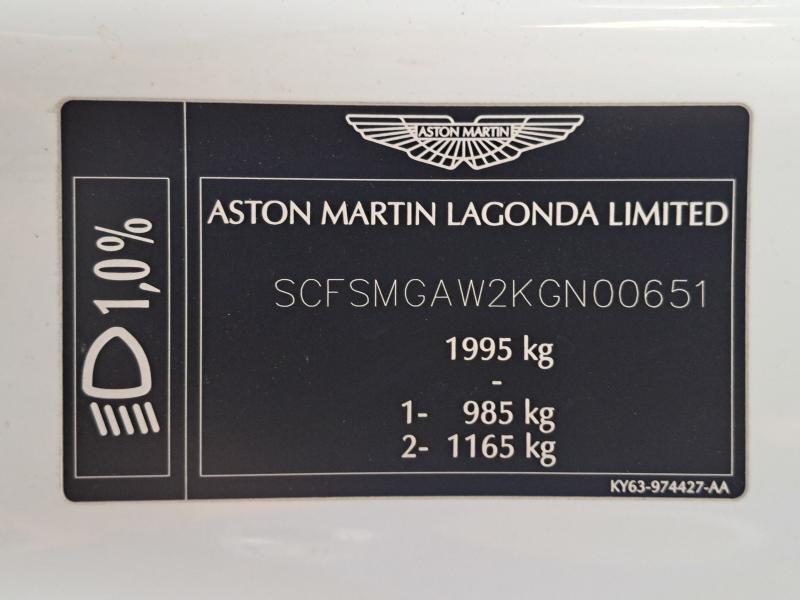 ASTON MARTIN
ASTON MARTIN LAGONDA LIMITED
SCFSMGAW2KGN00651
1995 kg
-
1- 985 kg
2- 1165 kg
KY63-974427-AA
1,0%